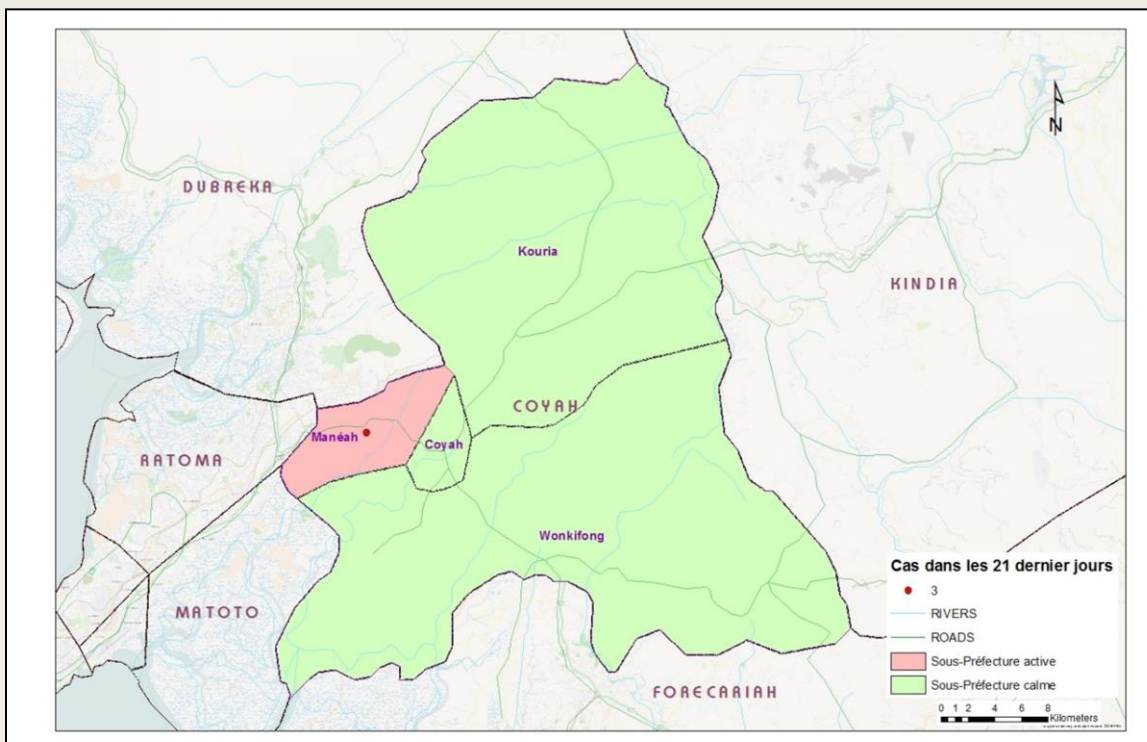 DUBREKA
Kouria
KINDIA
COYAH
Manéah
Coyah
RATOMA
Wonkifong
MATOTO
FORECARIAH
N
Cas dans les 21 dernier jours
3
RIVERS
ROADS
Sous-Préfecture active
Sous-Préfecture calme
0 1 2 4 6 8
Kilometers